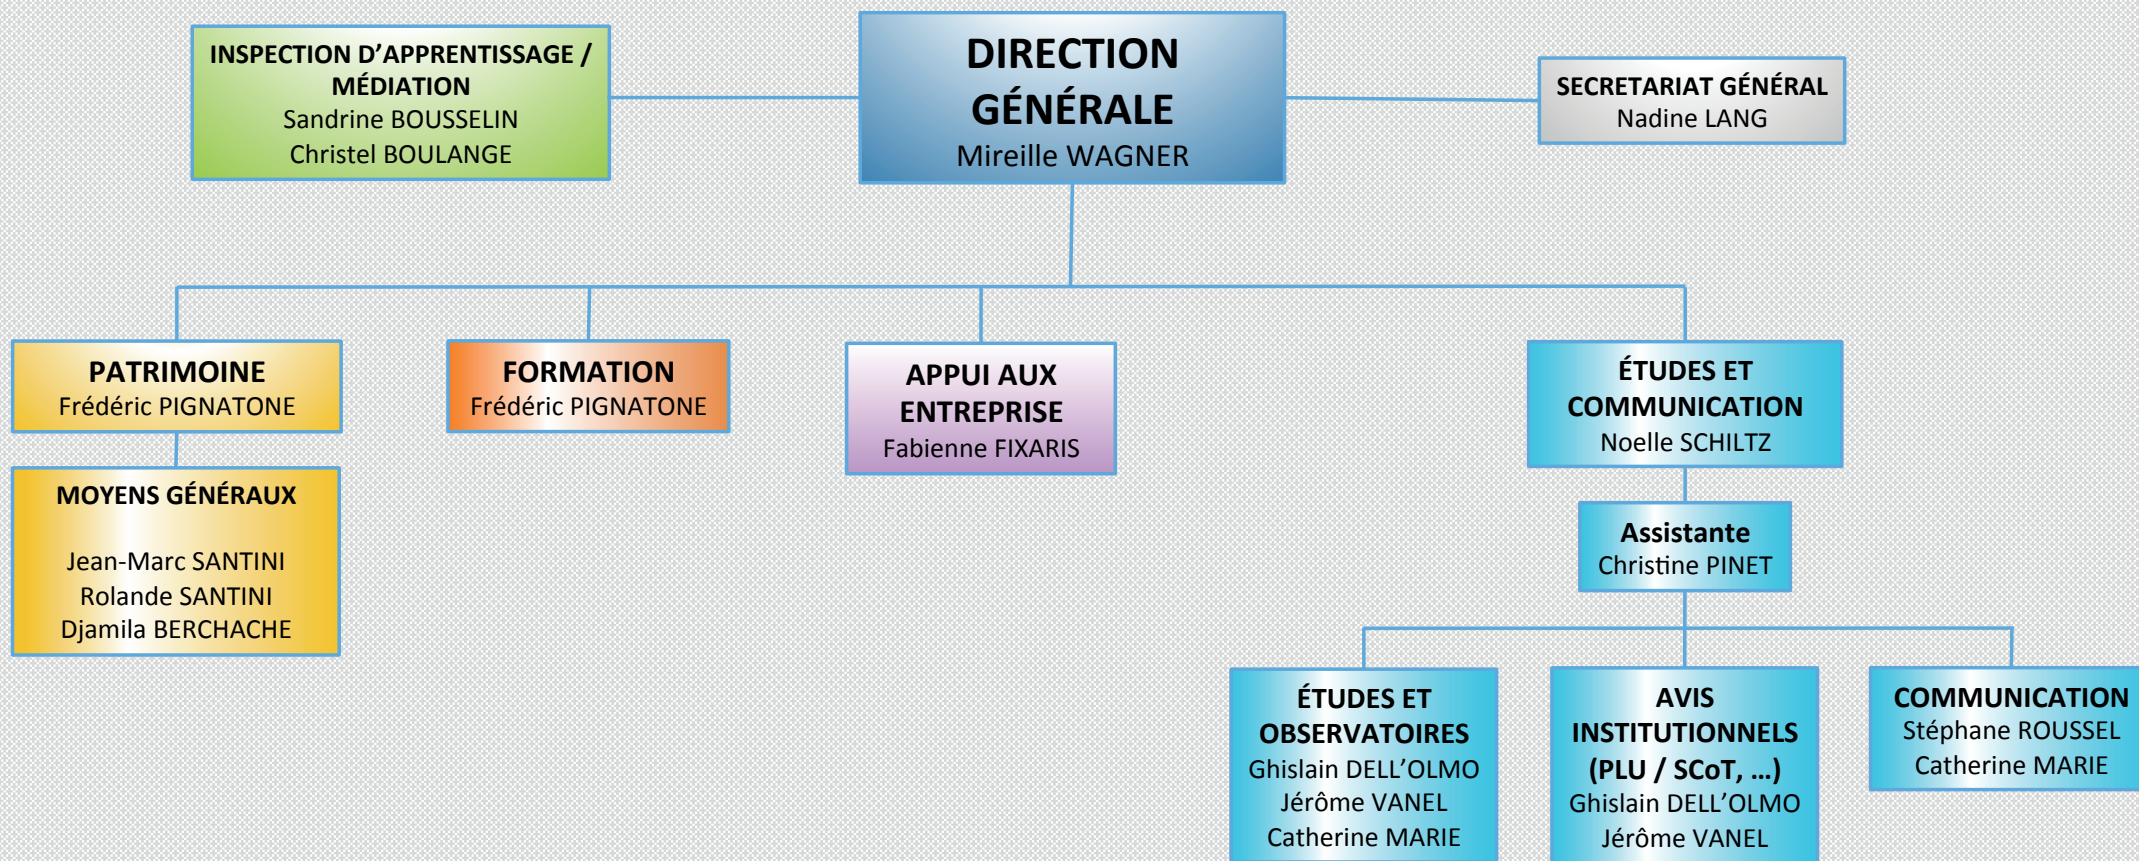 INSPECTION D’APPRENTISSAGE /
MÉDIATION
Sandrine BOUSSELIN
Christel BOULANGE
DIRECTION
GÉNÉRALE
Mireille WAGNER
SECRETARIAT GÉNÉRAL
Nadine LANG
PATRIMOINE
Frédéric PIGNATONE
FORMATION
Frédéric PIGNATONE
APPUI AUX
ENTREPRISE
Fabienne FIXARIS
ÉTUDES ET
COMMUNICATION
Noelle SCHILTZ
MOYENS GÉNÉRAUX
Jean-Marc SANTINI
Rolande SANTINI
Djamila BERCHACHE
Assistante
Christine PINET
ÉTUDES ET
OBSERVATOIRES
Ghislain DELL’OLMO
Jérôme VANEL
Catherine MARIE
AVIS
INSTITUTIONNELS
(PLU / SCoT, …)
Ghislain DELL’OLMO
Jérôme VANEL
COMMUNICATION
Stéphane ROUSSEL
Catherine MARIE